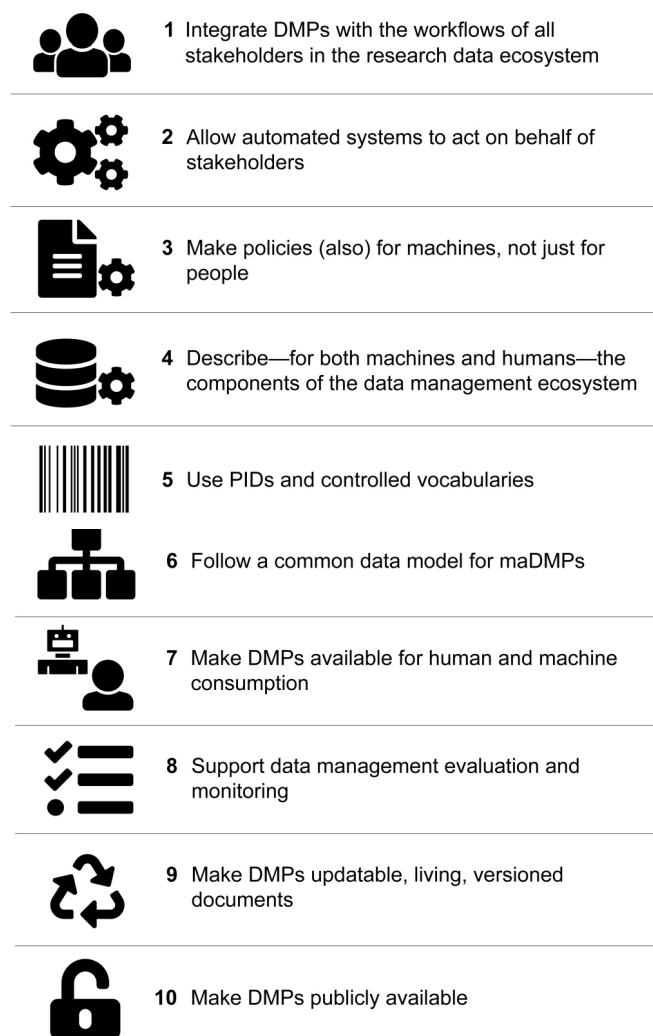 1 Integrate DMPs with the workflows of all
stakeholders in the research data ecosystem
2 Allow automated systems to act on behalf of
stakeholders
3 Make policies (also) for machines, not just for
people
4 Describe—for both machines and humans—the
components of the data management ecosystem
5 Use PIDs and controlled vocabularies
6 Follow a common data model for maDMPs
7 Make DMPs available for human and machine
consumption
8 Support data management evaluation and
monitoring
9 Make DMPs updatable, living, versioned
documents
10 Make DMPs publicly available